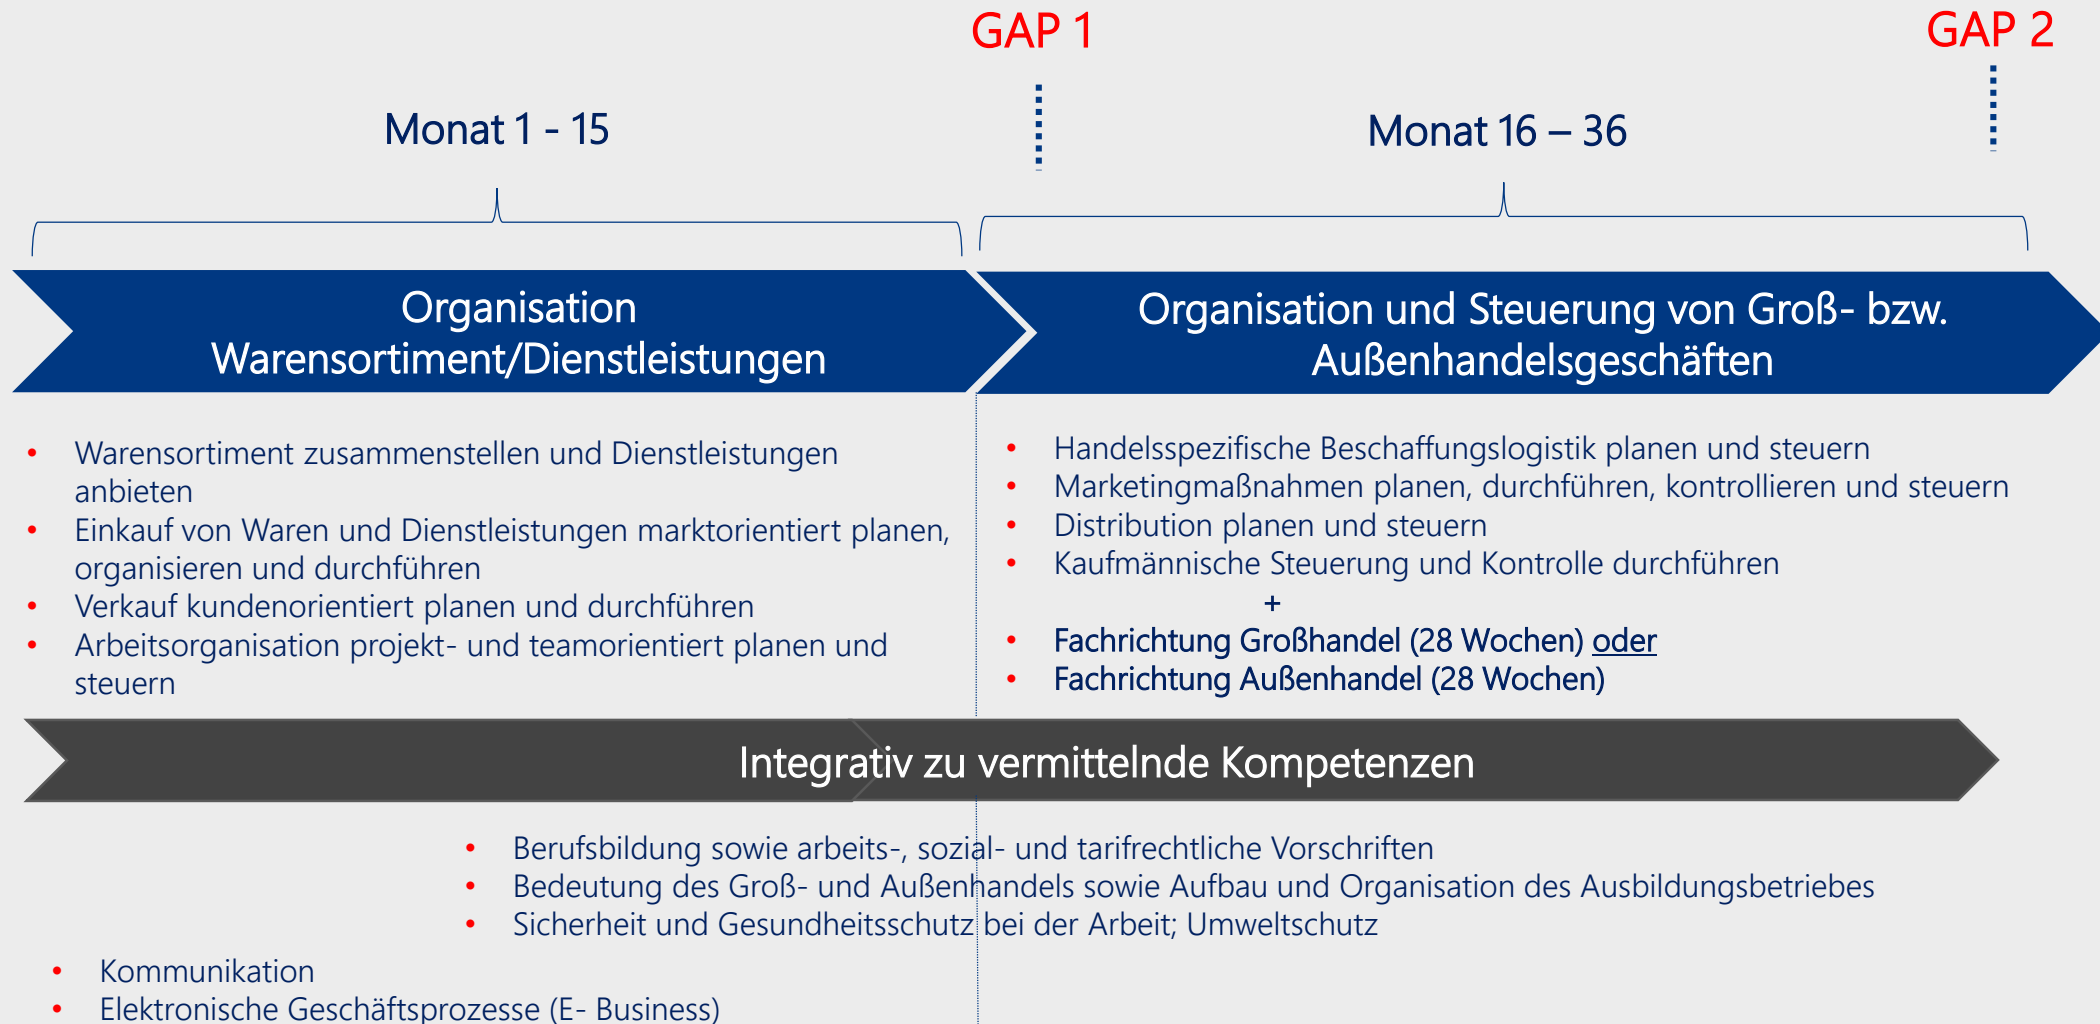 GAP 1
GAP 2
Monat 1 - 15
Monat 16 – 36
Organisation
Warensortiment/Dienstleistungen
Organisation und Steuerung von Groß- bzw.
Außenhandelsgeschäften
• Warensortiment zusammenstellen und Dienstleistungen
anbieten
• Einkauf von Waren und Dienstleistungen marktorientiert planen,
organisieren und durchführen
• Verkauf kundenorientiert planen und durchführen
• Arbeitsorganisation projekt- und teamorientiert planen und
steuern
• Handelsspezifische Beschaffungslogistik planen und steuern
• Marketingmaßnahmen planen, durchführen, kontrollieren und steuern
• Distribution planen und steuern
• Kaufmännische Steuerung und Kontrolle durchführen
+
• Fachrichtung Großhandel (28 Wochen) oder
• Fachrichtung Außenhandel (28 Wochen)
Integrativ zu vermittelnde Kompetenzen
• Berufsbildung sowie arbeits-, sozial- und tarifrechtliche Vorschriften
• Bedeutung des Groß- und Außenhandels sowie Aufbau und Organisation des Ausbildungsbetriebes
• Sicherheit und Gesundheitsschutz bei der Arbeit; Umweltschutz
• Kommunikation
• Elektronische Geschäftsprozesse (E- Business)